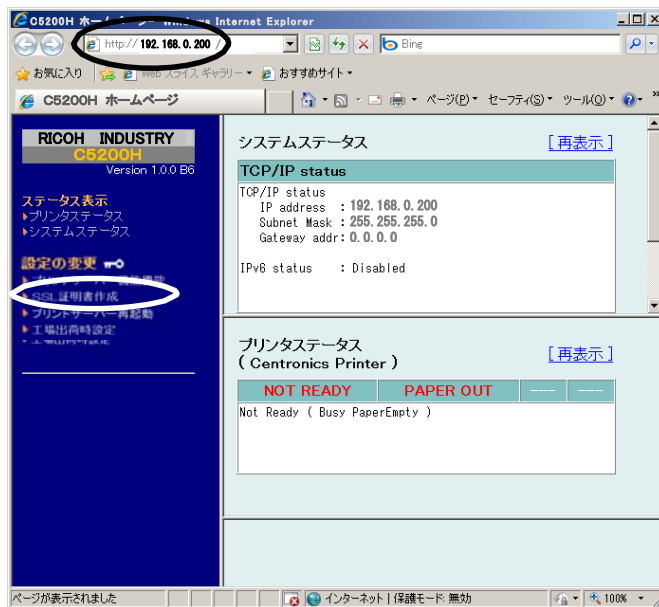 C5200H ホームページ - Windows Internet Explorer
http://192.168.0.200/
Bing
お気に入り
Web スライス ギャラリー
おすすめサイト
C5200H ホームページ
ページ(P)
セーフティ(S)
ツール(O)
RICOH INDUSTRY
C5200H
Version 1.0.0 B6
ステータス表示
プリンタステータス
システムステータス
設定の変更
SSL証明書作成
プリントサーバー再起動
工場出荷時設定
システムステータス
[再表示]
TCP/IP status
TCP/IP status
IP address : 192.168.0.200
Subnet Mask : 255.255.255.0
Gateway addr: 0.0.0.0
IPv6 status : Disabled
プリンタステータス
( Centronics Printer )
[再表示]
NOT READY PAPER OUT --- ---
Not Ready ( Busy PaperEmpty )
ページが表示されました
インターネット | 保護モード: 無効
100%